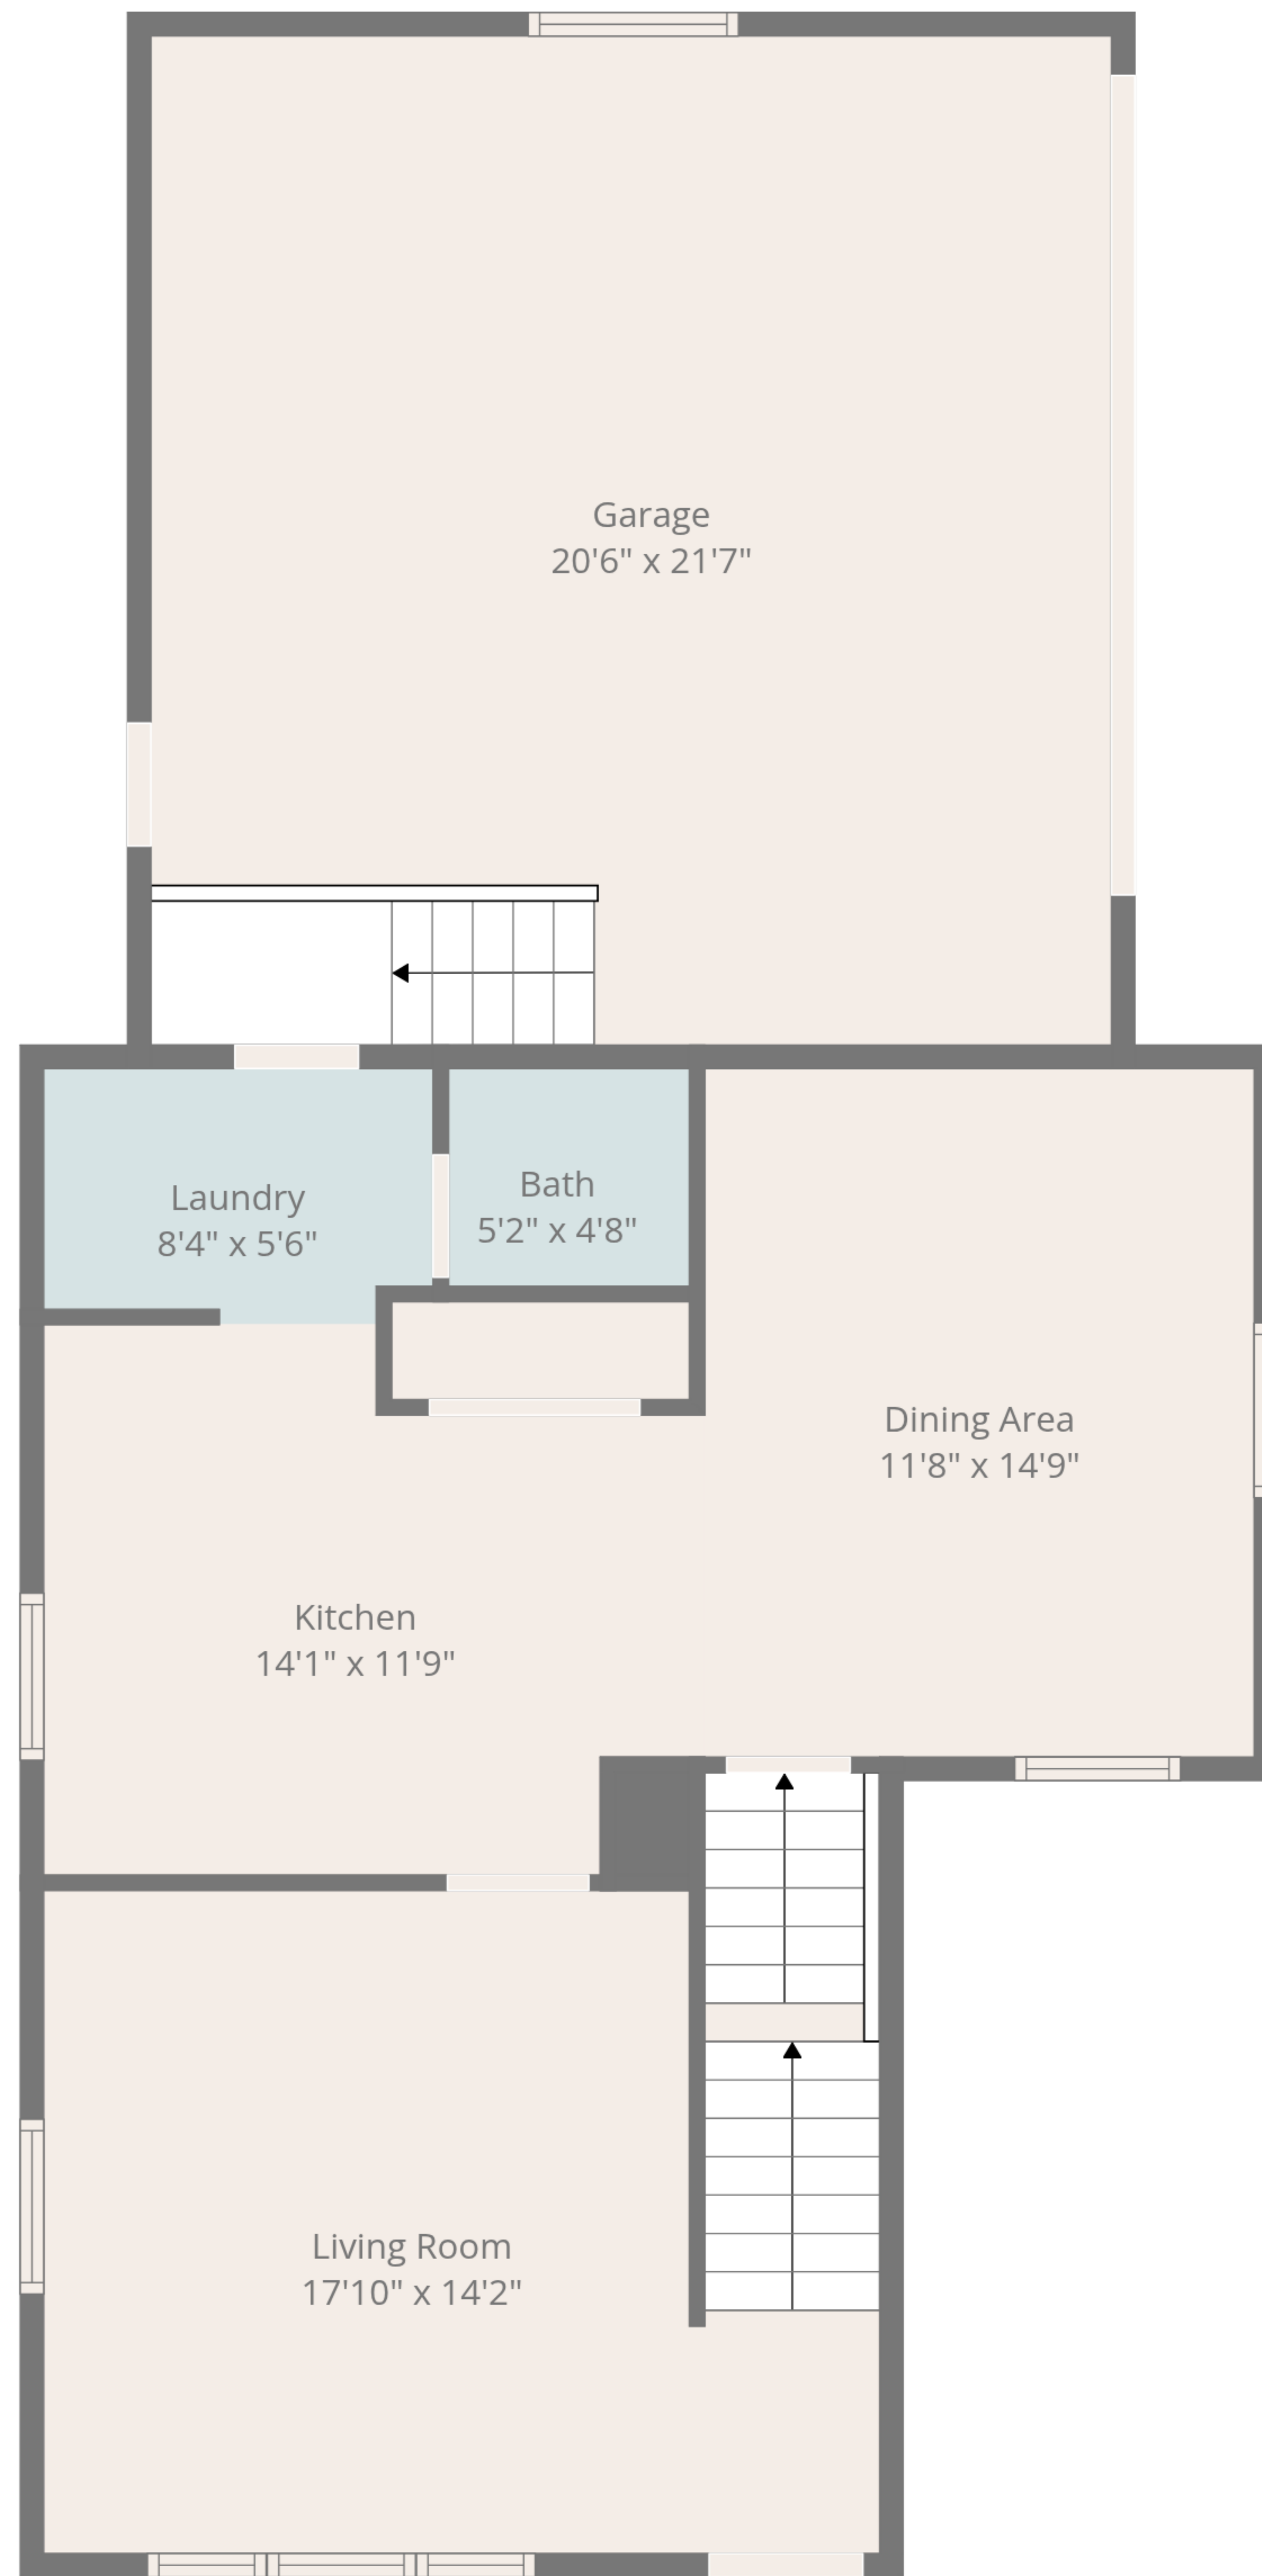 Garage
20'6" x 21'7"
Laundry
8'4" x 5'6"
Bath
5'2" x 4'8"
Dining Area
11'8" x 14'9"
Kitchen
14'1" x 11'9"
Living Room
17'10" x 14'2"